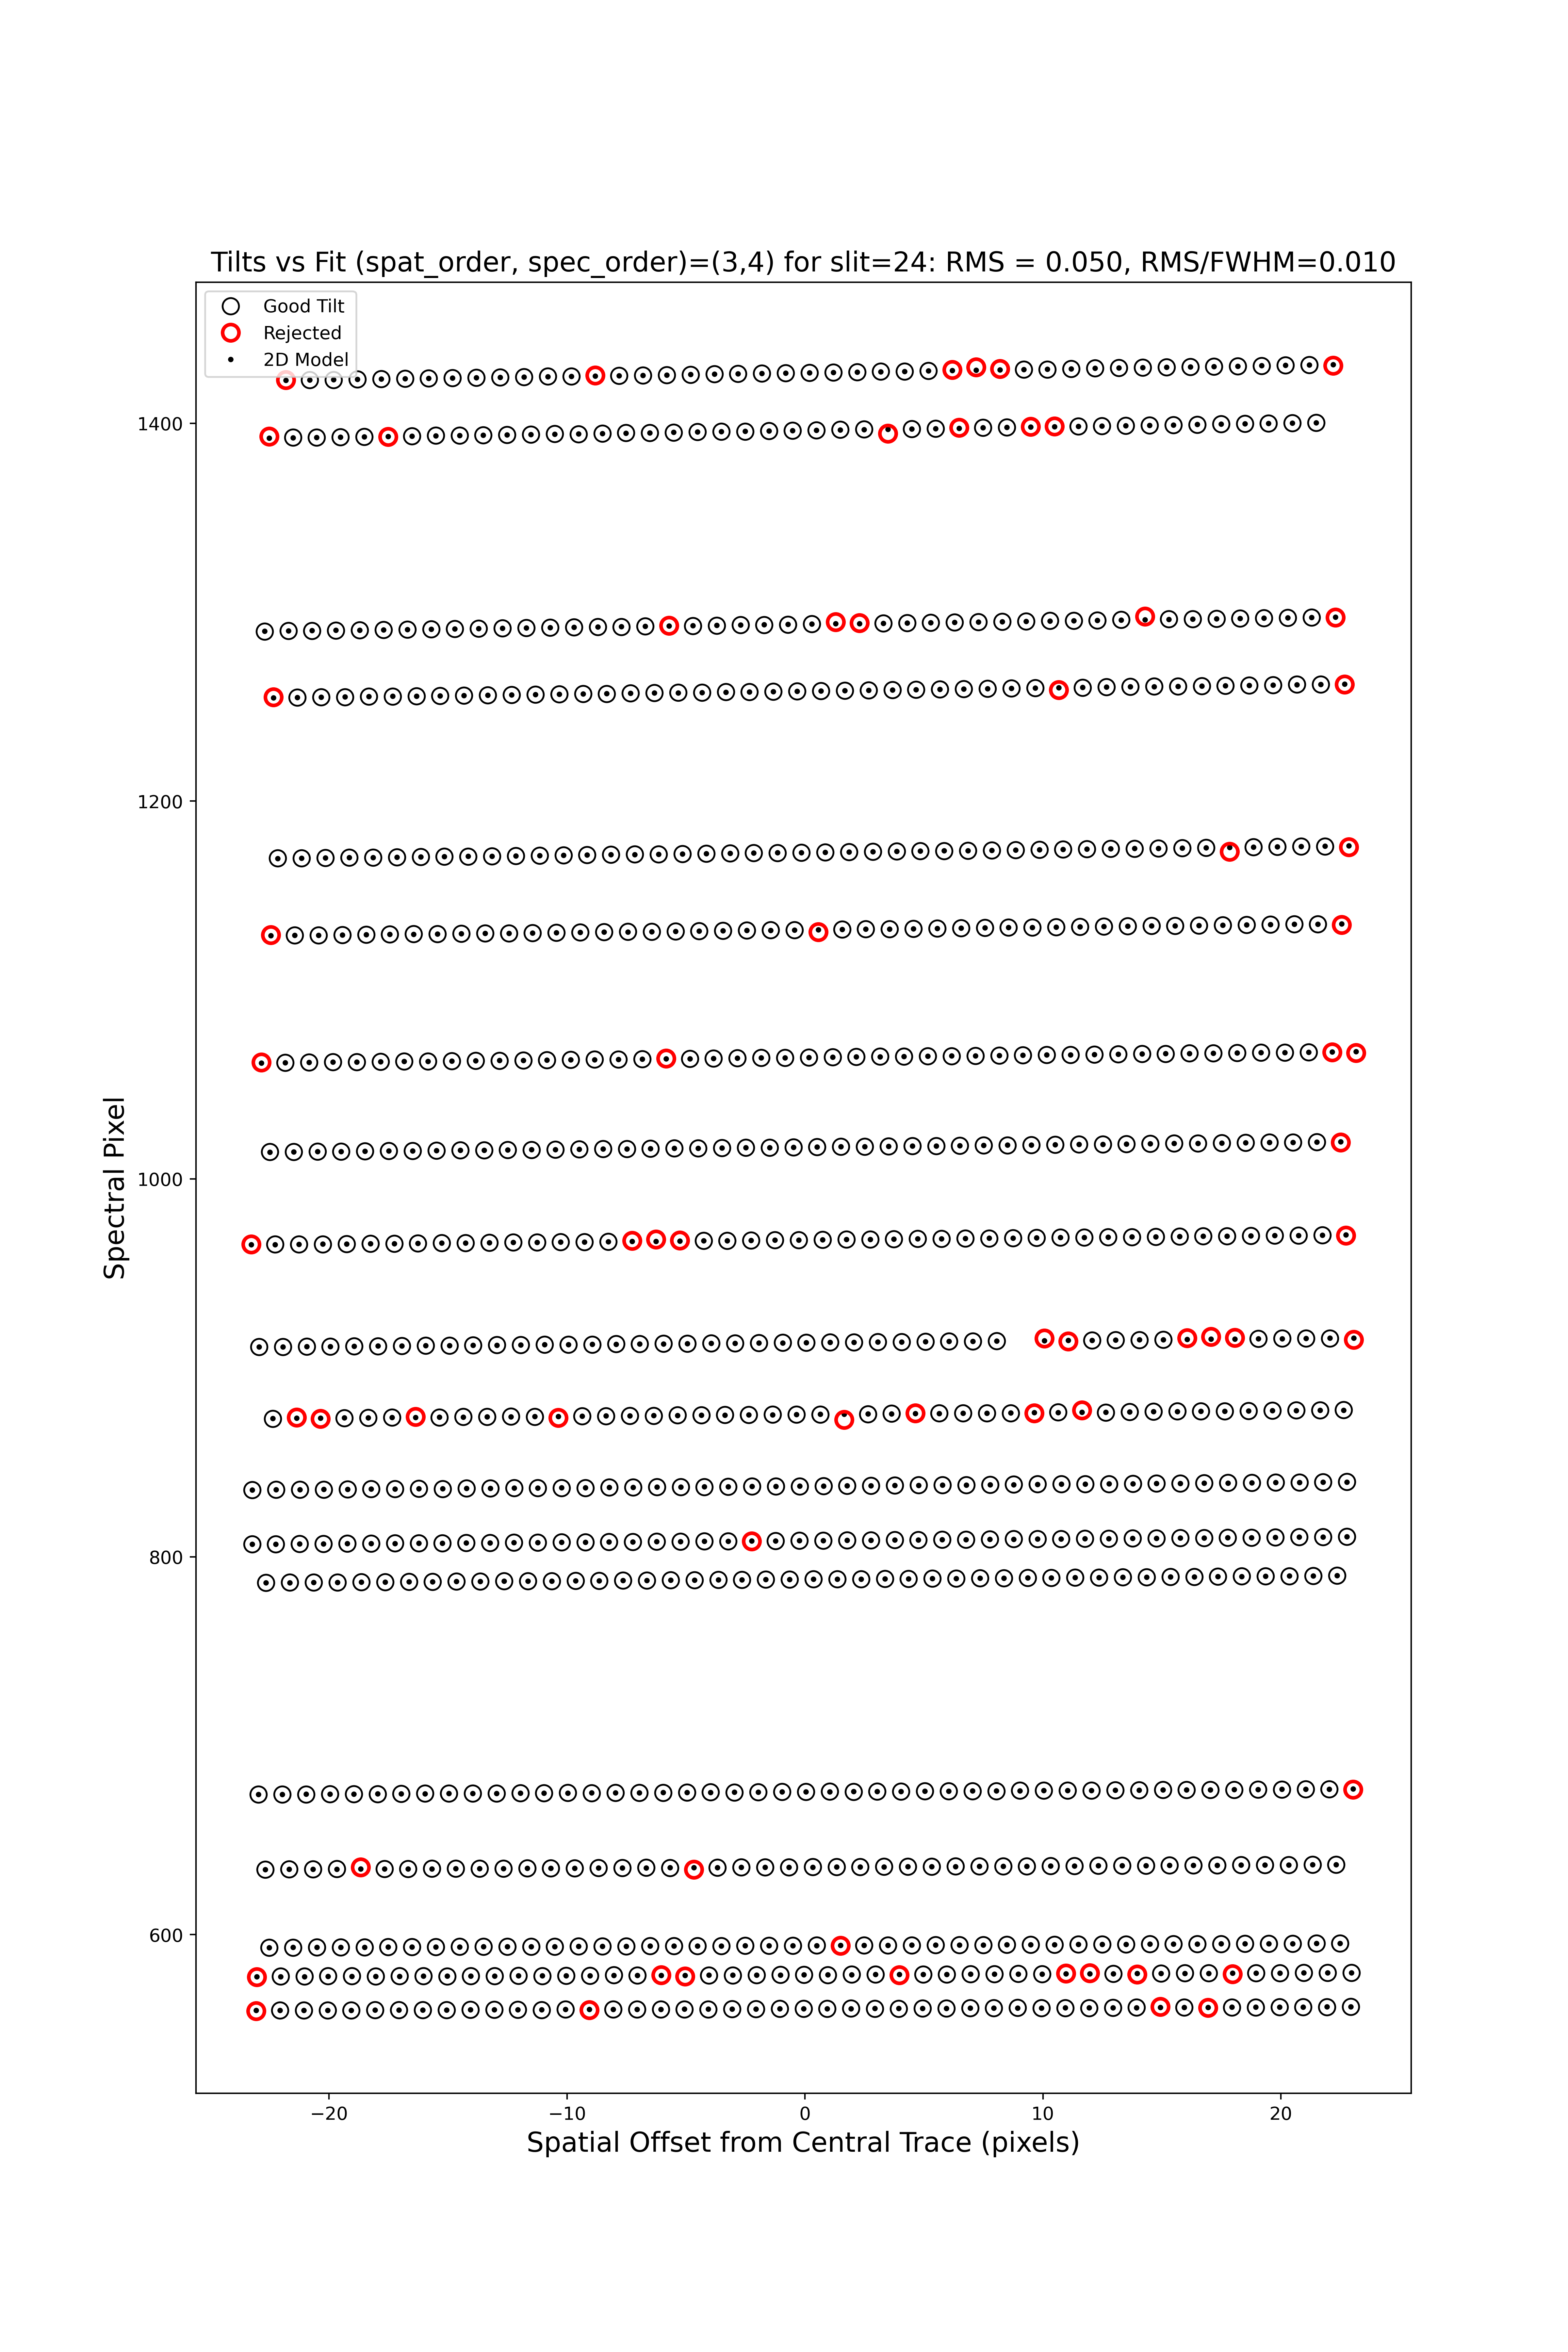 Tilts vs Fit (spat_order, spec_order)=(3,4) for slit=24: RMS = 0.050, RMS/FWHM=0.010
Good Tilt
Rejected
2D Model
1400
1200
1000
800
600
Spectral Pixel
−20
−10
0
10
20
Spatial Offset from Central Trace (pixels)